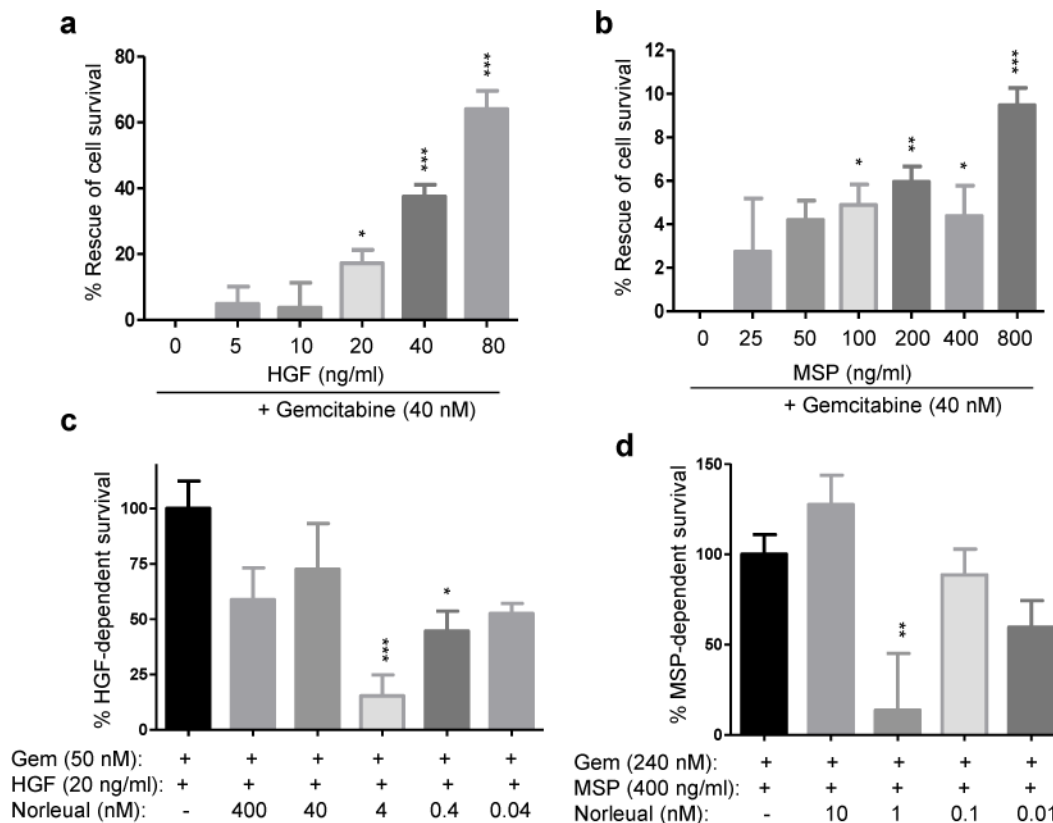 a
% Rescue of cell survival
80
60
40
20
0
*
***
***
0 5 10 20 40 80
HGF (ng/ml)
+ Gemcitabine (40 nM)
b
% Rescue of cell survival
12
10
8
6
4
2
0
*
**
*
***
0 25 50 100 200 400 800
MSP (ng/ml)
+ Gemcitabine (40 nM)
c
% HGF-dependent survival
100
75
50
25
0
***
*
Gem (50 nM): + + + + + +
HGF (20 ng/ml): + + + + + +
Norleual (nM): - 400 40 4 0.4 0.04
d
% MSP-dependent survival
150
100
50
0
**
Gem (240 nM): + + + + +
MSP (400 ng/ml): + + + + +
Norleual (nM): - 10 1 0.1 0.01